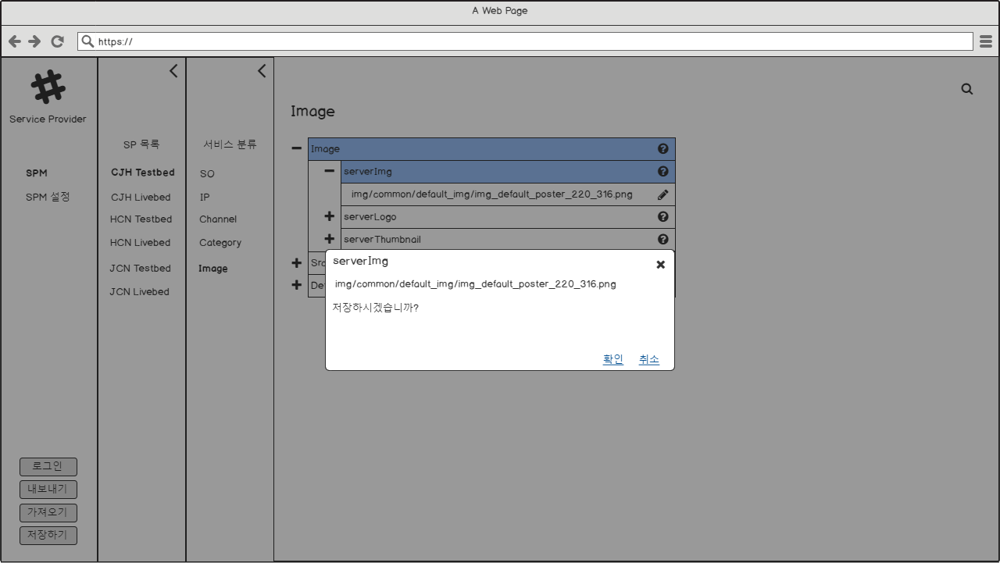 A Web Page
https://
Service Provider
SPM
SPM 설정
로그인
내보내기
가져오기
저장하기
SP 목록
CJH Testbed
CJH Livebed
HCN Testbed
HCN Livebed
JCN Testbed
JCN Livebed
서비스 분류
SO
IP
Channel
Category
Image
Image
Image
serverImg
img/common/default_img/img_default_poster_220_316.png
serverLogo
serverThumbnail
serverImg
img/common/default_img/img_default_poster_220_316.png
저장하시겠습니까?
확인 취소